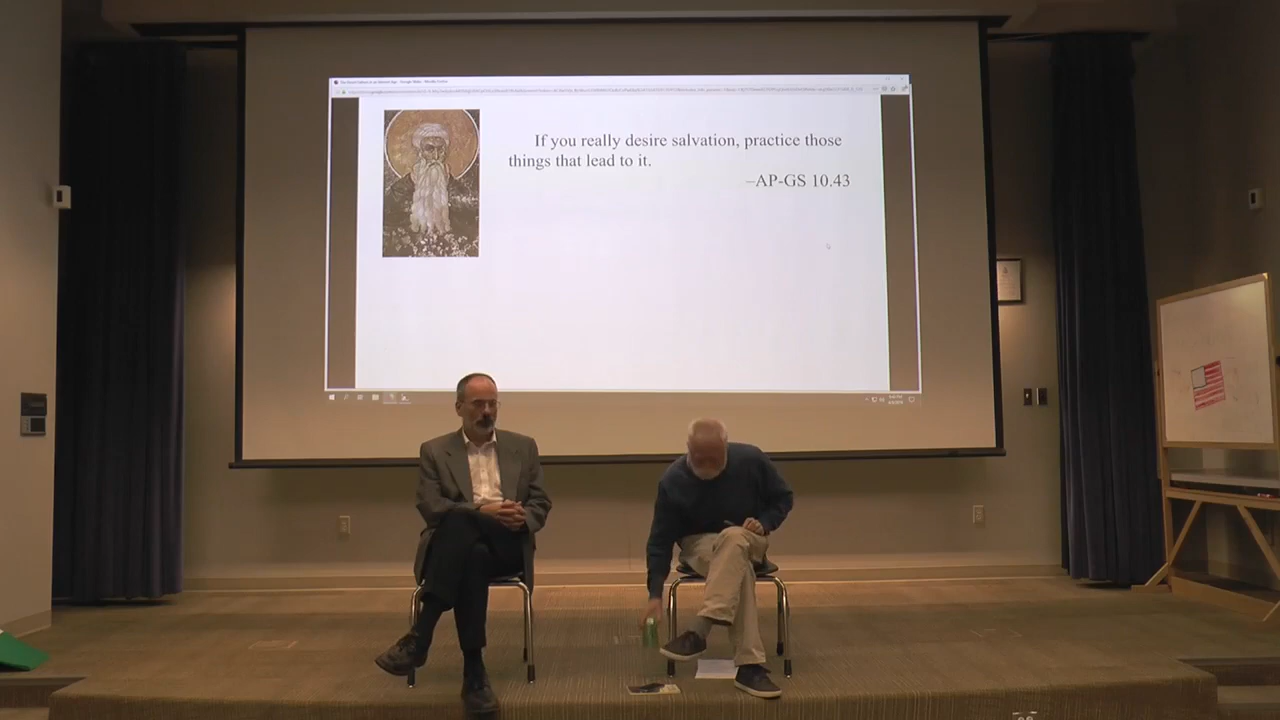 If you really desire salvation, practice those
things that lead to it.
–AP-GS 10.43